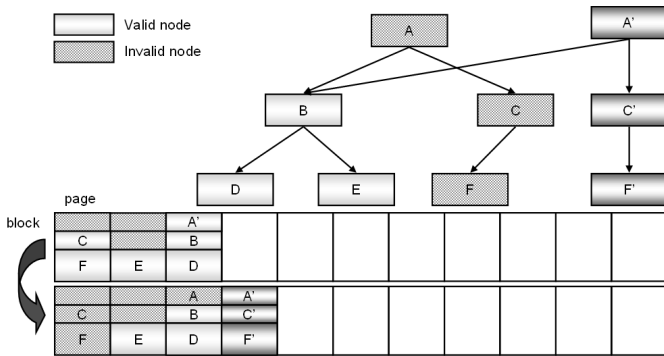 Valid node
Invalid node
A
A'
B
C
C'
D
E
F
F'
page
block
A'
C B
F E D
A A'
C B C'
F E D F'